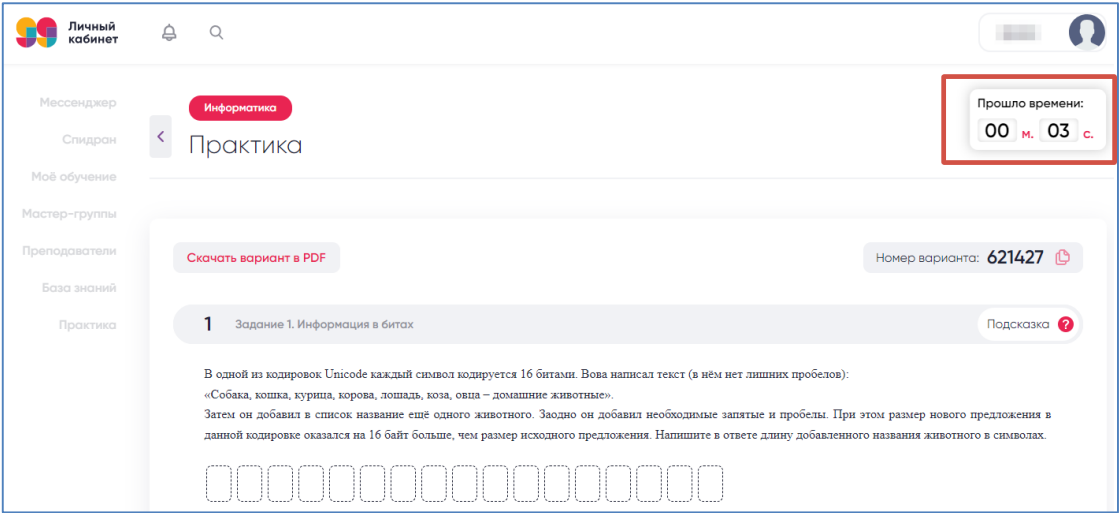 Личный
кабинет
Мессенджер
Спидран
Моё обучение
Мастер-группы
Преподаватели
База знаний
Практика
Информатика
Практика
Прошло времени:
00 м. 03 с.
Скачать вариант в PDF
Номер варианта: 621427
1 Задание 1. Информация в битах
Подсказка ?
В одной из кодировок Unicode каждый символ кодируется 16 битами. Вова написал текст (в нём нет лишних пробелов):
«Собака, кошка, курица, корова, лошадь, коза, овца – домашние животные».
Затем он добавил в список название ещё одного животного. Заодно он добавил необходимые запятые и пробелы. При этом размер нового предложения в
данной кодировке оказался на 16 байт больше, чем размер исходного предложения. Напишите в ответе длину добавленного названия животного в символах.